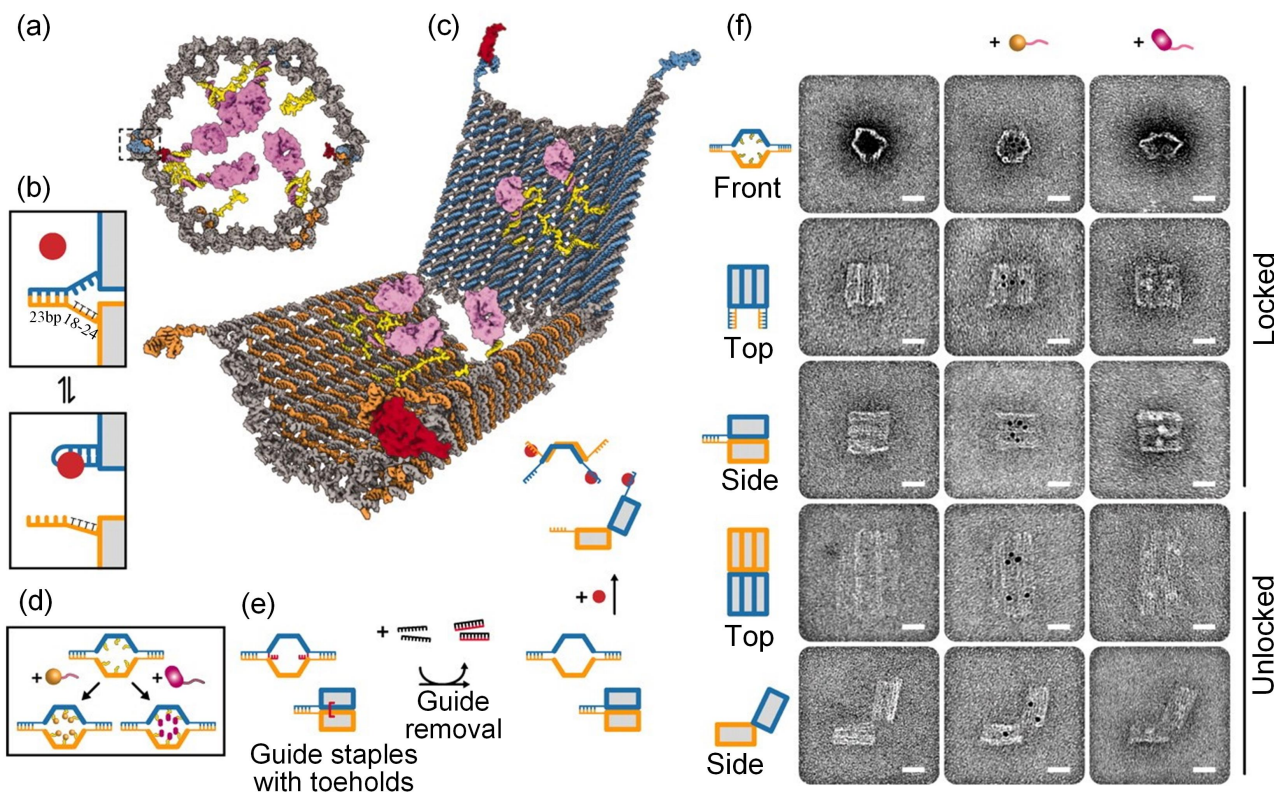 (a)
(c)
(f)
+
+
(b)
Front
23bp 18-24
Top
Locked
Side
Top
Unlocked
(d)
(e)
+
+
+
+
Guide
removal
Guide staples
with toeholds
Side